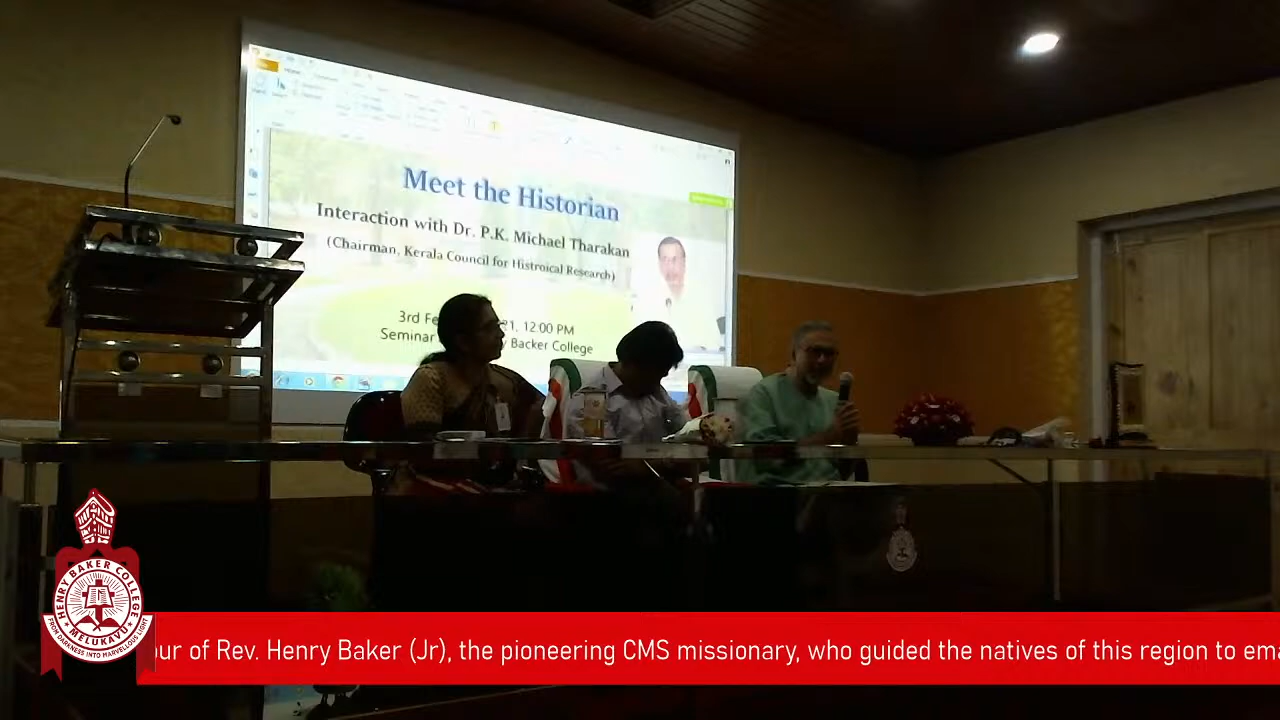 Meet the Historian
Interaction with Dr. P.K. Michael Tharakan
(Chairman, Kerala Council for Histroical Research)
3rd Fe 21, 12:00 PM
Seminar y Backer College
HENRY BAKER COLLEGE
MELUKAVU
FROM DARKNESS INTO MARVELLOUS LIGHT
our of Rev. Henry Baker (Jr), the pioneering CMS missionary, who guided the natives of this region to ema